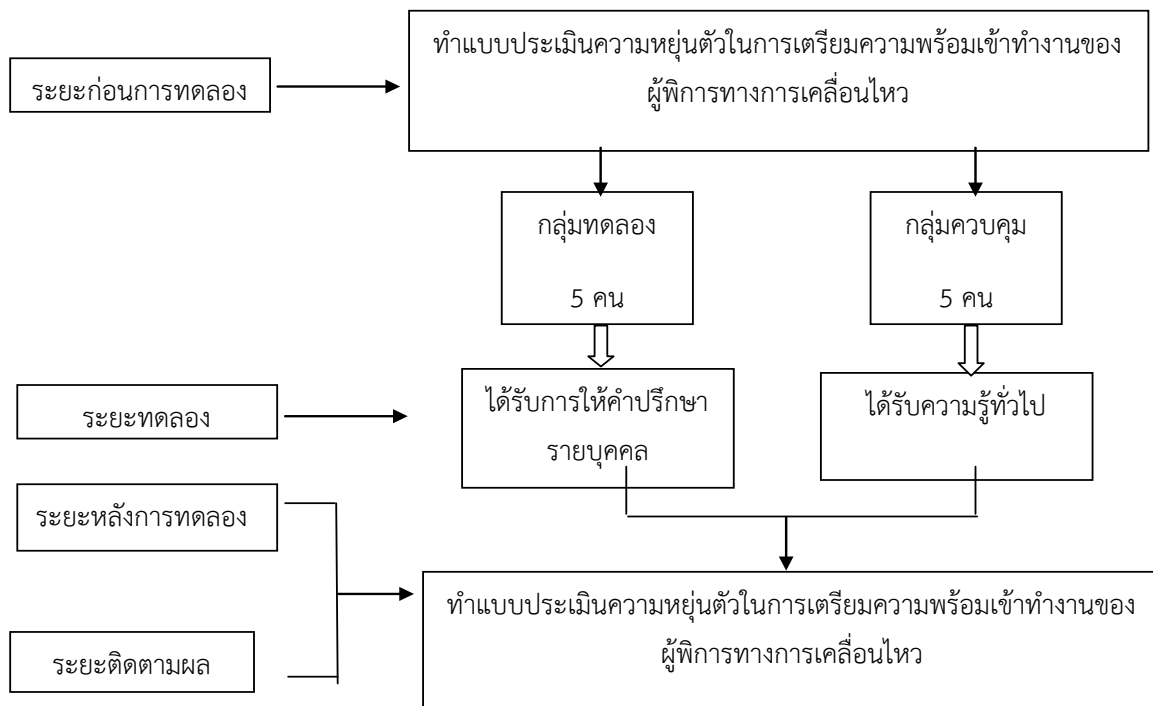 ทำแบบประเมินความหยุ่นตัวในการเตรียมความพร้อมเข้าทำงานของ
ผู้พิการทางการเคลื่อนไหว
ระยะก่อนการทดลอง
กลุ่มทดลอง
5 คน
กลุ่มควบคุม
5 คน
ระยะทดลอง
ได้รับการให้คำปรึกษา
รายบุคคล
ได้รับความรู้ทั่วไป
ระยะหลังการทดลอง
ระยะติดตามผล
ทำแบบประเมินความหยุ่นตัวในการเตรียมความพร้อมเข้าทำงานของ
ผู้พิการทางการเคลื่อนไหว